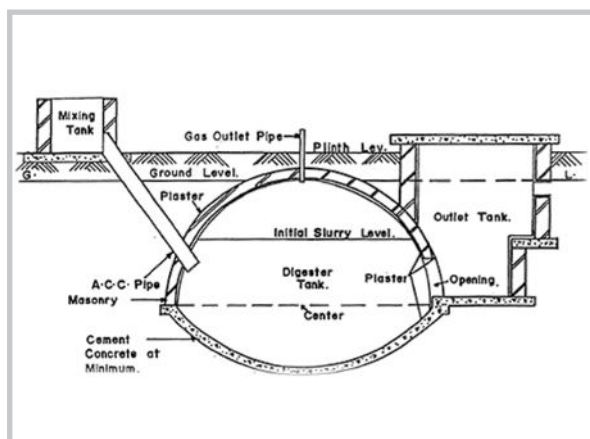 Mixing
Tank
Gas Outlet Pipe
Plinth Lev.
G.
Ground Level.
L.
Plaster
Outlet Tank.
Initial Slurry Level.
A.C.C. Pipe
Digester
Tank.
Plaster
Opening.
Masonry
Center
Cement
Concrete at
Minimum.